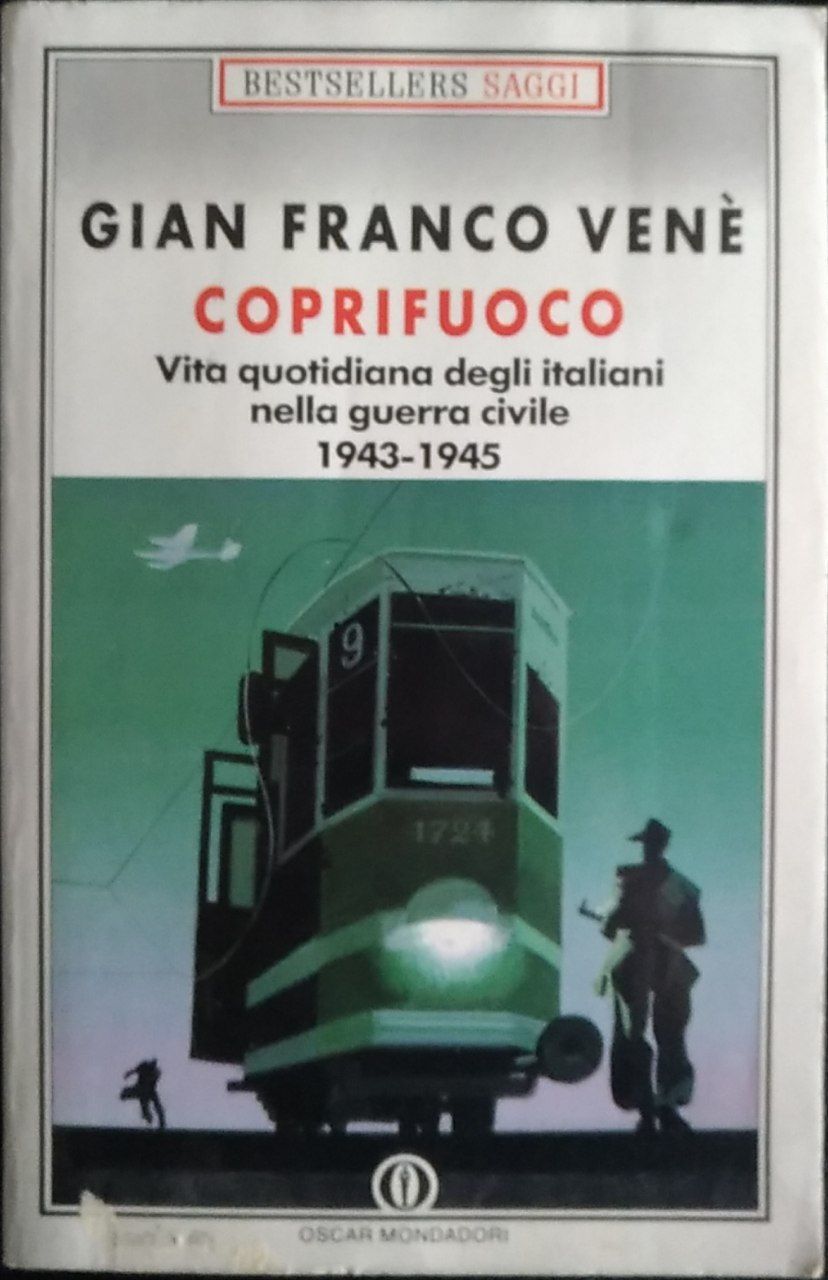 BESTSELLERS SAGGI
GIAN FRANCO VENÈ
COPRIFUOCO
Vita quotidiana degli italiani
nella guerra civile
1943-1945
9
1724
OSCAR MONDADORI